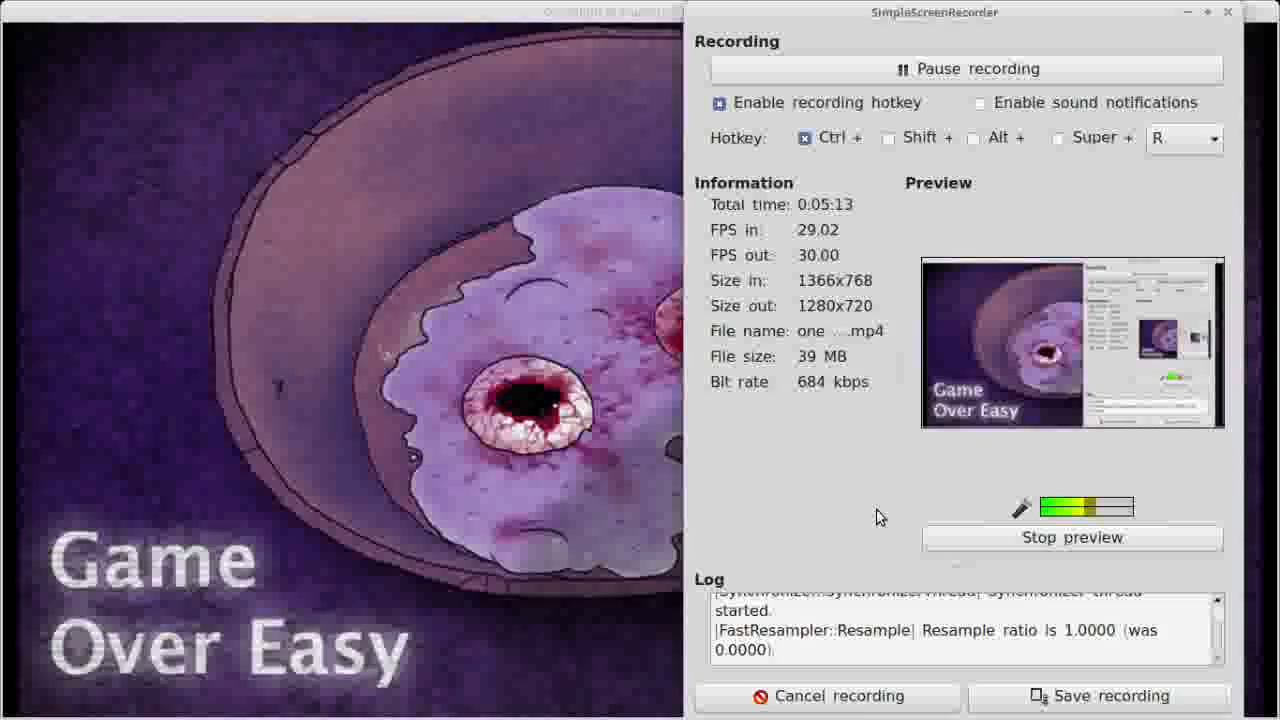 SimpleScreenRecorder
Recording
Pause recording
Enable recording hotkey
Enable sound notifications
Hotkey: Ctrl + Shift + Alt + Super + R
Information
Preview
Total time: 0:05:13
FPS in: 29.02
FPS out: 30.00
Size in: 1366x768
Size out: 1280x720
File name: one ... .mp4
File size: 39 MB
Bit rate: 684 kbps
Game
Over Easy
Stop preview
Log
started.
[FastResampler::Resample] Resample ratio is 1.0000 (was
0.0000).
Cancel recording
Save recording
Game
Over Easy